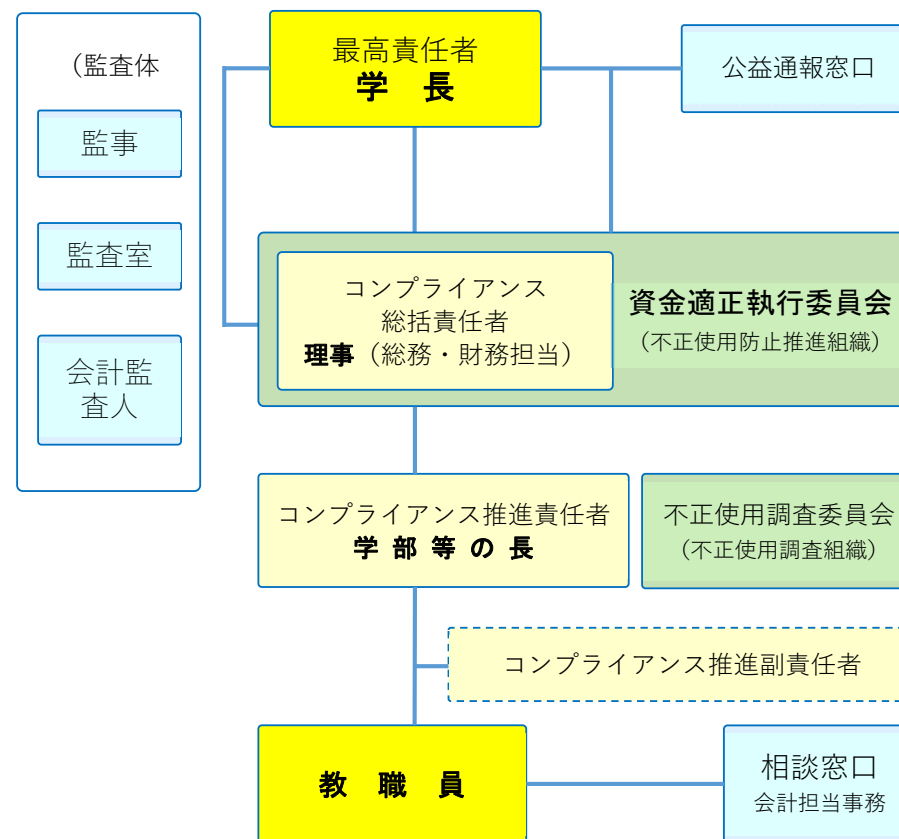 （監査体
監事
監査室
会計監
査人
最高責任者
学　長
公益通報窓口
コンプライアンス
総括責任者
理事（総務・財務担当）
資金適正執行委員会
（不正使用防止推進組織）
コンプライアンス推進責任者
学 部 等 の 長
不正使用調査委員会
（不正使用調査組織）
コンプライアンス推進副責任者
教　職　員
相談窓口
会計担当事務